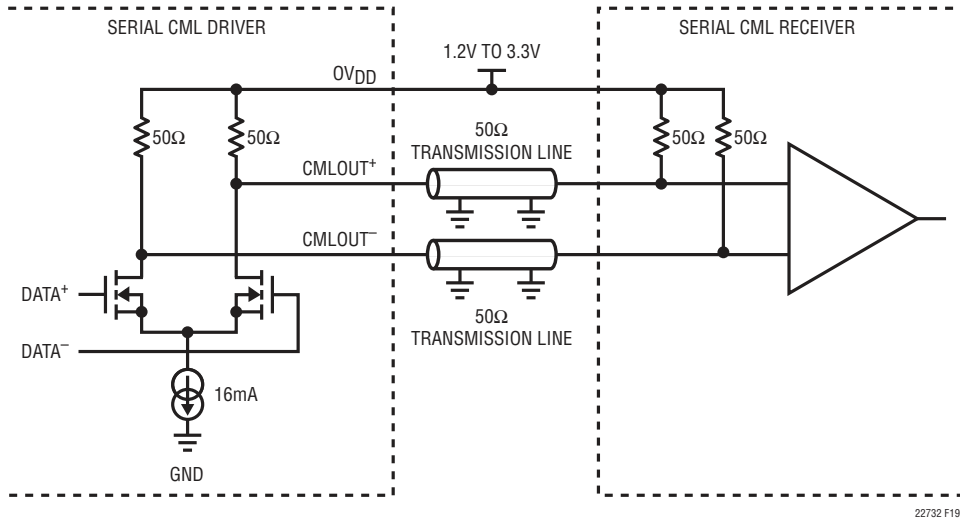 SERIAL CML DRIVER
SERIAL CML RECEIVER
1.2V TO 3.3V
OVDD
50Ω
50Ω
50Ω
TRANSMISSION LINE
50Ω
50Ω
CMLOUT+
CMLOUT–
DATA+
DATA–
50Ω
TRANSMISSION LINE
16mA
GND
22732 F19